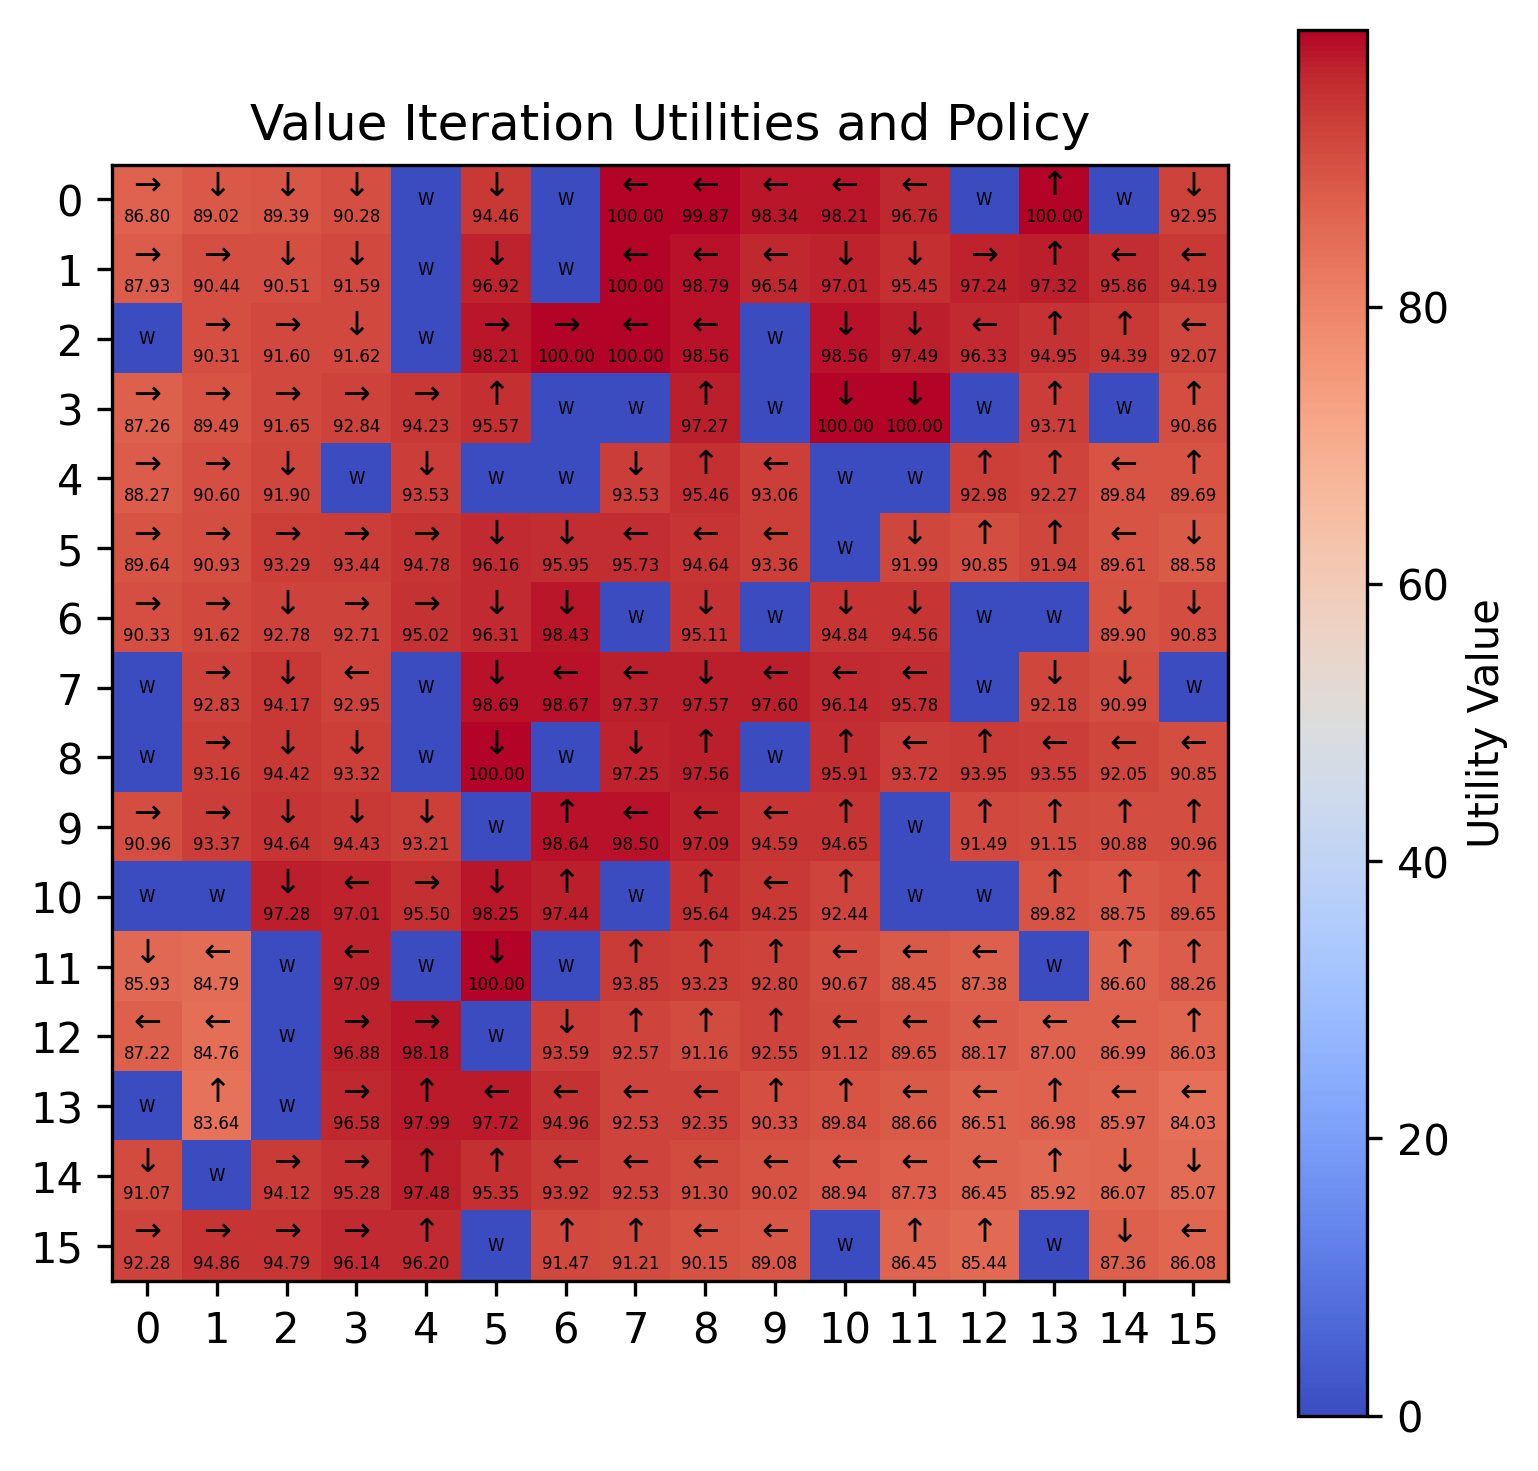 Value Iteration Utilities and Policy
0 → ↓ ↓ ↓ W ↓ W ← ← ← ← ← W ↑ W ↓
86.80 89.02 89.39 90.28 94.46 100.00 99.87 98.34 98.21 96.76 100.00 92.95
1 → → ↓ ↓ W ↓ W ← ← ← ↓ ↓ → ↑ ← ←
87.93 90.44 90.51 91.59 96.92 100.00 98.79 96.54 97.01 95.45 97.24 97.32 95.86 94.19
2 W → → ↓ W → → ← ← W ↓ ↓ ← ↑ ↑ ←
90.31 91.60 91.62 98.21 100.00 100.00 98.56 98.56 97.49 96.33 94.95 94.39 92.07
3 → → → → → ↑ W W ↑ W ↓ ↓ W ↑ W ↑
87.26 89.49 91.65 92.84 94.23 95.57 97.27 100.00 100.00 93.71 90.86
4 → → ↓ W ↓ W W ↓ ↑ ← W W ↑ ↑ ← ↑
88.27 90.60 91.90 93.53 93.53 95.46 93.06 92.98 92.27 89.84 89.69
5 → → → → → ↓ ↓ ← ← ← W ↓ ↑ ↑ ← ↓
89.64 90.93 93.29 93.44 94.78 96.16 95.95 95.73 94.64 93.36 91.99 90.85 91.94 89.61 88.58
6 → → ↓ → → ↓ ↓ W ↓ W ↓ ↓ W W ↓ ↓
90.33 91.62 92.78 92.71 95.02 96.31 98.43 95.11 94.84 94.56 89.90 90.83
7 W → ↓ ← W ↓ ← ← ↓ ← ← ← W ↓ ↓ W
92.83 94.17 92.95 98.69 98.67 97.37 97.57 97.60 96.14 95.78 92.18 90.99
8 W → ↓ ↓ W ↓ W ↓ ↑ W ↑ ← ↑ ← ← ←
93.16 94.42 93.32 100.00 97.25 97.56 95.91 93.72 93.95 93.55 92.05 90.85
9 → → ↓ ↓ ↓ W ↑ ← ← ← ↑ W ↑ ↑ ↑ ↑
90.96 93.37 94.64 94.43 93.21 98.64 98.50 97.09 94.59 94.65 91.49 91.15 90.88 90.96
10 W W ↓ ← → ↓ ↑ W ↑ ← ↑ W W ↑ ↑ ↑
97.28 97.01 95.50 98.25 97.44 95.64 94.25 92.44 89.82 88.75 89.65
11 ↓ ← W ← W ↓ W ↑ ↑ ↑ ← ← ← W ↑ ↑
85.93 84.79 97.09 100.00 93.85 93.23 92.80 90.67 88.45 87.38 86.60 88.26
12 ← ← W → → W ↓ ↑ ↑ ↑ ← ← ← ← ← ↑
87.22 84.76 96.88 98.18 93.59 92.57 91.16 92.55 91.12 89.65 88.17 87.00 86.99 86.03
13 W ↑ W → ↑ ← ← ← ← ↑ ↑ ← ← ↑ ← ←
83.64 96.58 97.99 97.72 94.96 92.53 92.35 90.33 89.84 88.66 86.51 86.98 85.97 84.03
14 ↓ W → → ↑ ↑ ← ← ← ← ← ← ← ↑ ↓ ↓
91.07 94.12 95.28 97.48 95.35 93.92 92.53 91.30 90.02 88.94 87.73 86.45 85.92 86.07 85.07
15 → → → → ↑ W ↑ ↑ ← ← W ↑ ↑ W ↓ ←
92.28 94.86 94.79 96.14 96.20 91.47 91.21 90.15 89.08 86.45 85.44 87.36 86.08
0 1 2 3 4 5 6 7 8 9 10 11 12 13 14 15
80
60
40
20
0
Utility Value